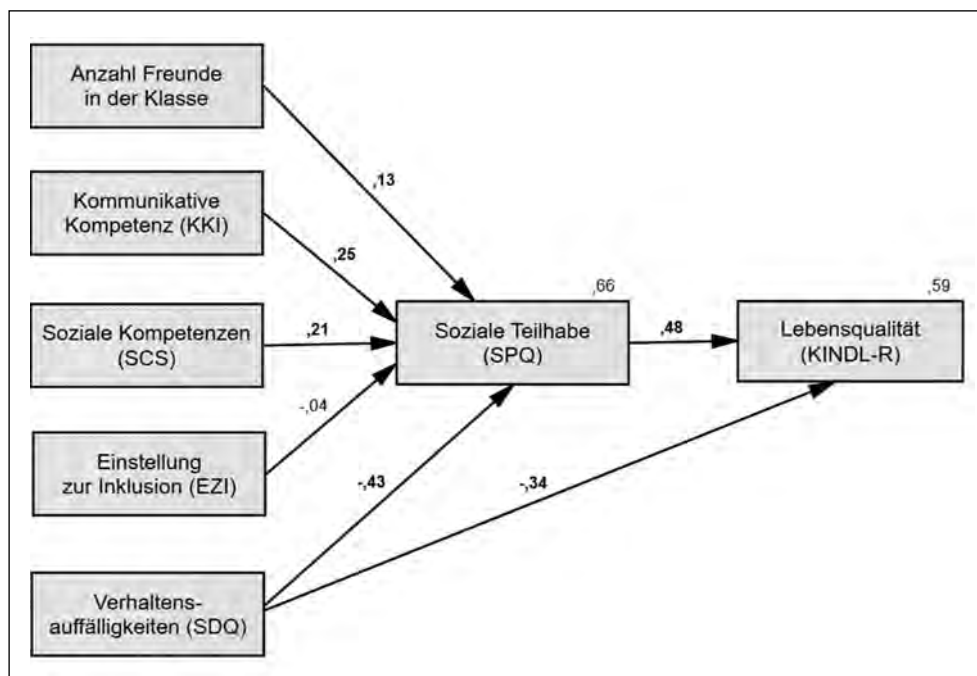 Anzahl Freunde
in der Klasse
,13
Kommunikative
Kompetenz (KKI)
,25
,66
,59
Soziale Kompetenzen
(SCS)
,21
Soziale Teilhabe
(SPQ)
,48
Lebensqualität
(KINDL-R)
-,04
Einstellung
zur Inklusion (EZI)
-,43
-,34
Verhaltens-
auffälligkeiten (SDQ)